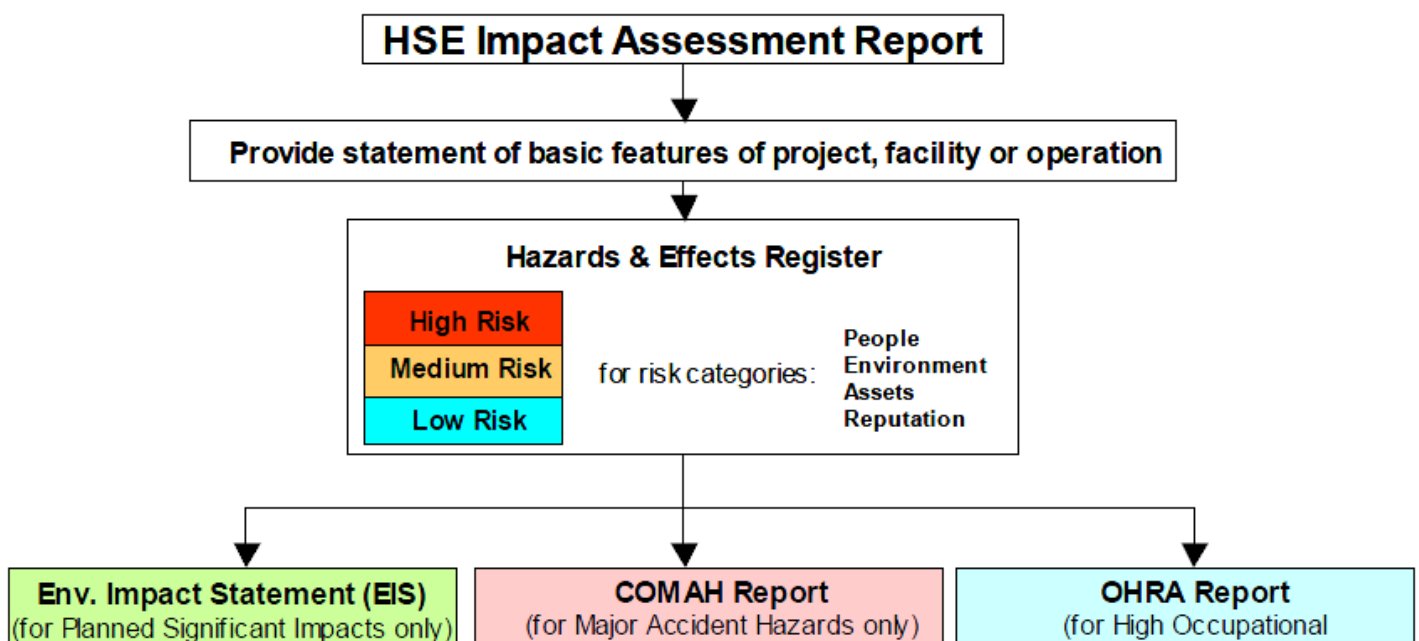 HSE Impact Assessment Report
Provide statement of basic features of project, facility or operation
Hazards & Effects Register
High Risk
Medium Risk
Low Risk
for risk categories:
People
Environment
Assets
Reputation
Env. Impact Statement (EIS)
(for Planned Significant Impacts only)
COMAH Report
(for Major Accident Hazards only)
OHRA Report
(for High Occupational